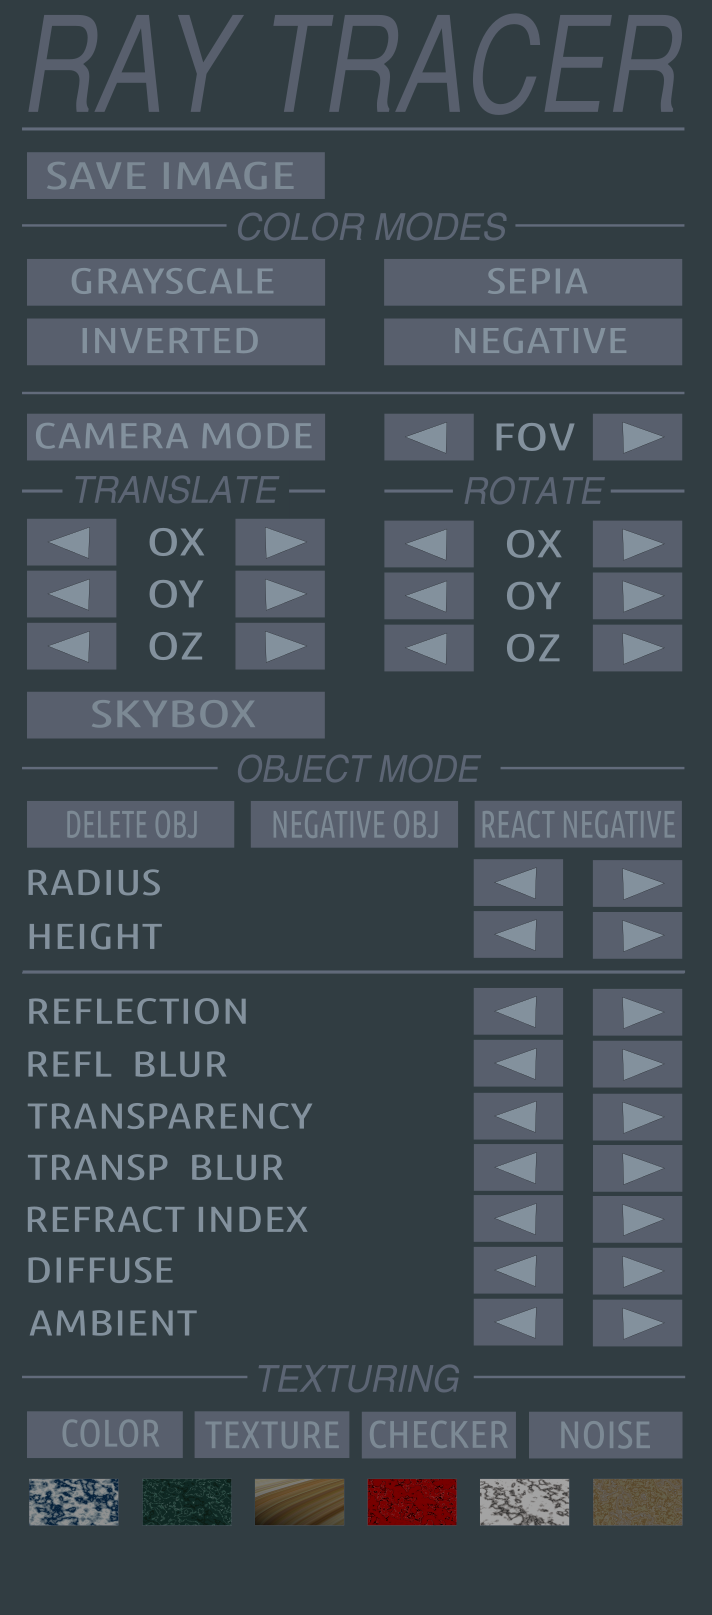 RAY TRACER
SAVE IMAGE
COLOR MODES
GRAYSCALE SEPIA
INVERTED NEGATIVE
CAMERA MODE FOV
TRANSLATE ROTATE
OX OX
OY OY
OZ OZ
SKYBOX
OBJECT MODE
DELETE OBJ NEGATIVE OBJ REACT NEGATIVE
RADIUS
HEIGHT
REFLECTION
REFL BLUR
TRANSPARENCY
TRANSP BLUR
REFRACT INDEX
DIFFUSE
AMBIENT
TEXTURING
COLOR TEXTURE CHECKER NOISE